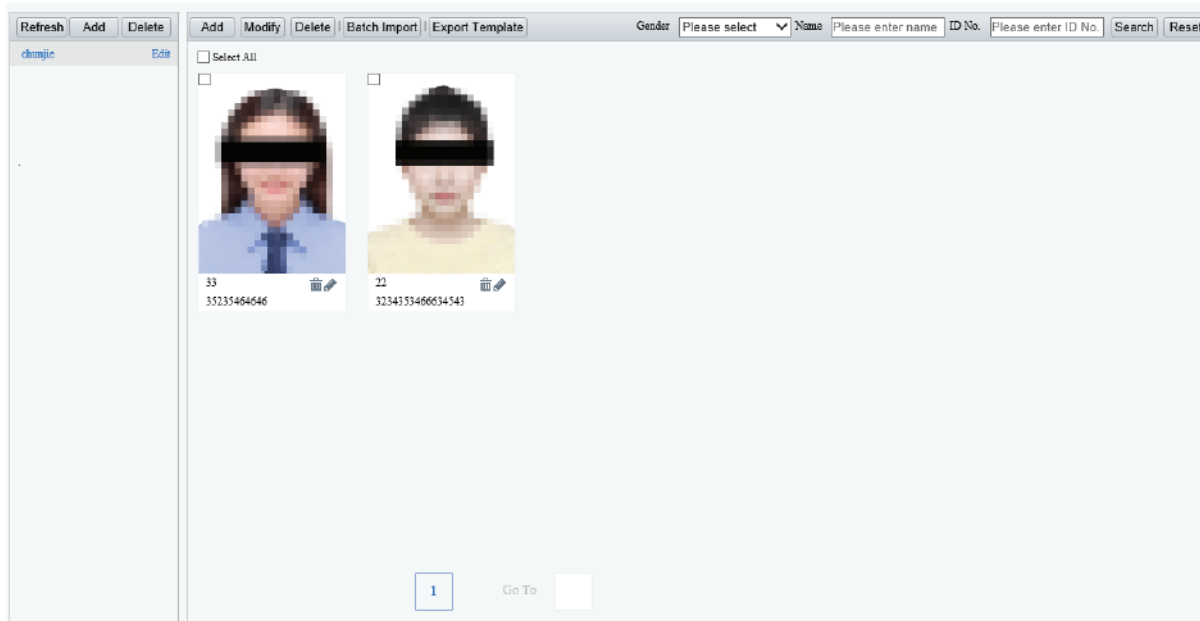 Refresh Add Delete
chunjie Edit
Add Modify Delete | Batch Import | Export Template Gender Please select Name Please enter name ID No. Please enter ID No. Search Reset
Select All
33
35235464646
22
3234353466634543
1 Go To